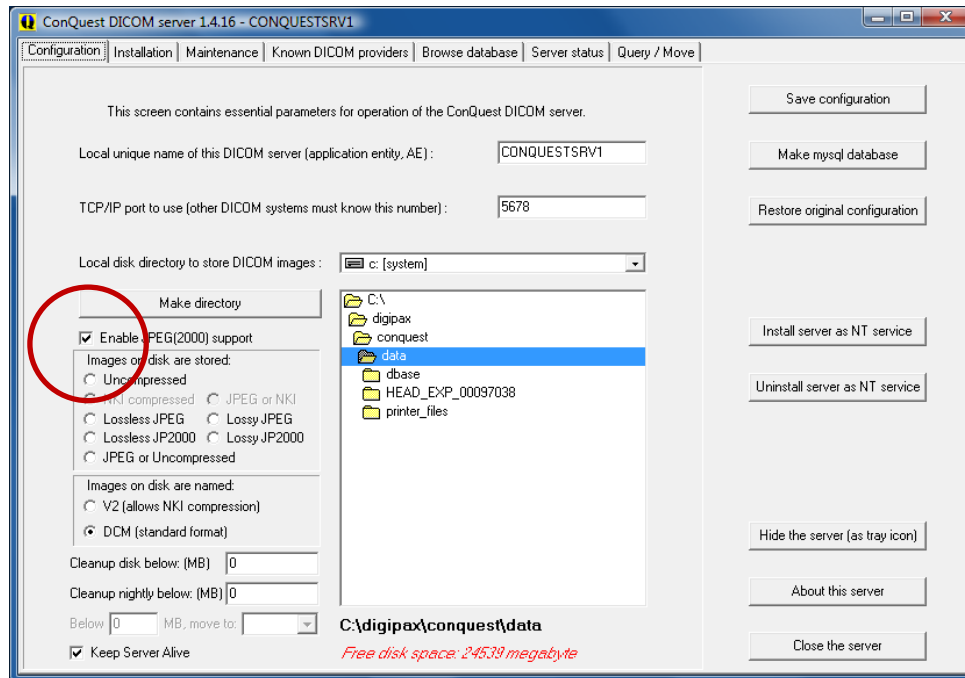 ConQuest DICOM server 1.4.16 - CONQUESTSRV1
Configuration Installation Maintenance Known DICOM providers Browse database Server status Query / Move
This screen contains essential parameters for operation of the ConQuest DICOM server.
Local unique name of this DICOM server (application entity, AE) : CONQUESTSRV1
TCP/IP port to use (other DICOM systems must know this number) : 5678
Local disk directory to store DICOM images : c: [system]
Make directory
Enable JPEG(2000) support
Images on disk are stored:
Uncompressed
NKI compressed JPEG or NKI
Lossless JPEG Lossy JPEG
Lossless JP2000 Lossy JP2000
JPEG or Uncompressed
Images on disk are named:
V2 (allows NKI compression)
DCM (standard format)
Cleanup disk below: (MB) 0
Cleanup nightly below: (MB) 0
Below 0 MB, move to:
Keep Server Alive
C:\
digipax
conquest
data
dbase
HEAD_EXP_00097038
printer_files
C:\digipax\conquest\data
Free disk space: 24539 megabyte
Save configuration
Make mysql database
Restore original configuration
Install server as NT service
Uninstall server as NT service
Hide the server (as tray icon)
About this server
Close the server